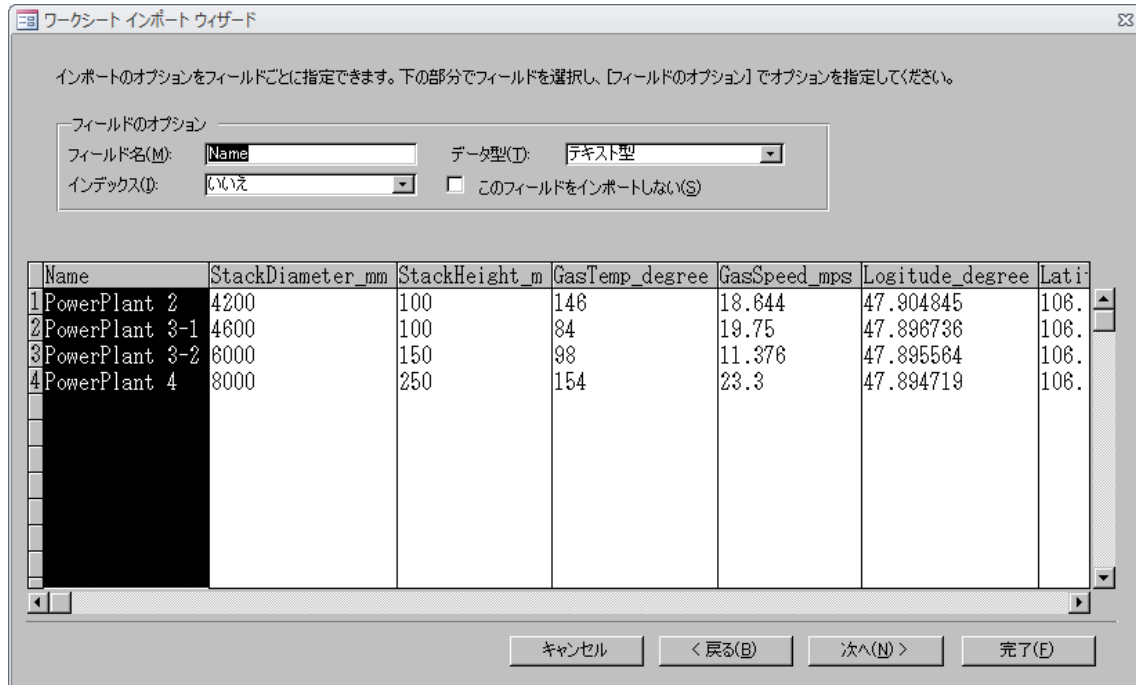 ワークシート インポート ウィザード
インポートのオプションをフィールドごとに指定できます。下の部分でフィールドを選択し、[フィールドのオプション] でオプションを指定してください。
フィールドのオプション
フィールド名(M): Name データ型(T): テキスト型
インデックス(I): いいえ このフィールドをインポートしない(S)
Name StackDiameter_mm StackHeight_m GasTemp_degree GasSpeed_mps Logitude_degree Lati
1 PowerPlant 2 4200 100 146 18.644 47.904845 106.
2 PowerPlant 3-1 4600 100 84 19.75 47.896736 106.
3 PowerPlant 3-2 6000 150 98 11.376 47.895564 106.
4 PowerPlant 4 8000 250 154 23.3 47.894719 106.
キャンセル < 戻る(B) 次へ(N) > 完了(F)